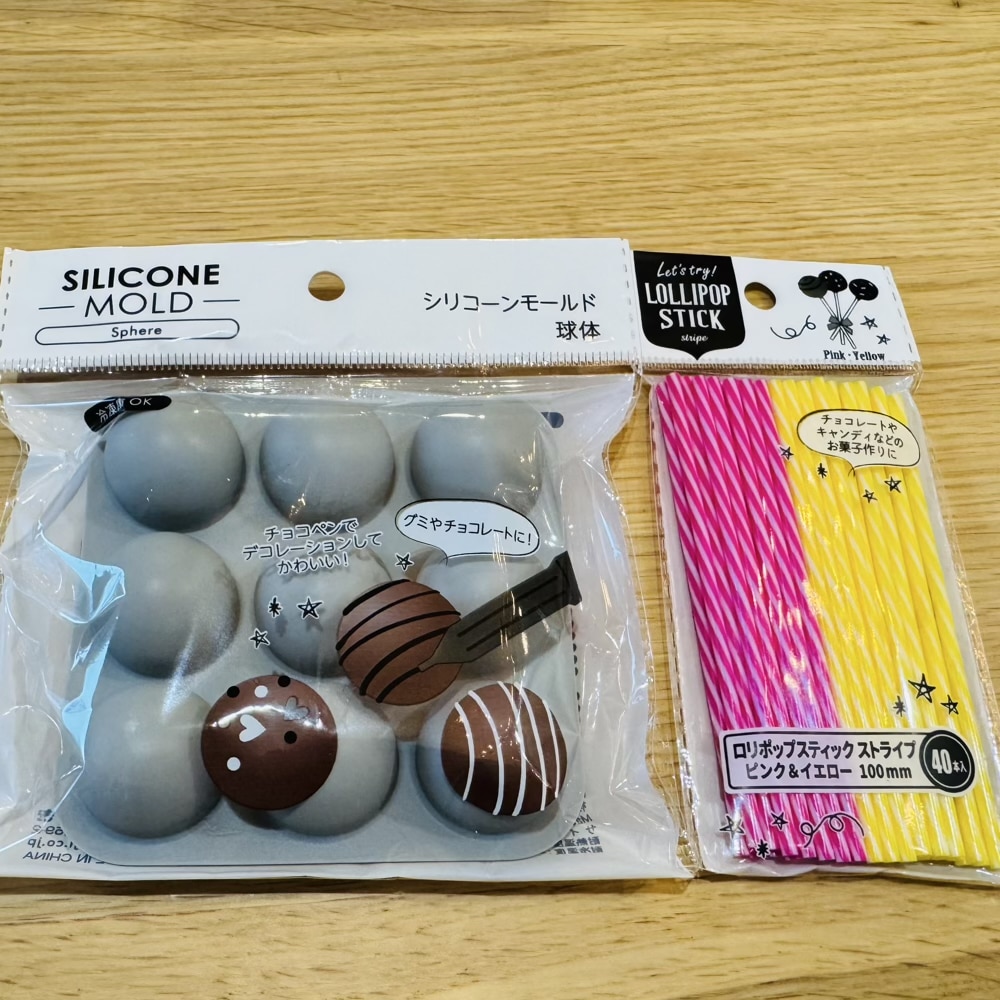 SILICONE
MOLD
Sphere
シリコーンモールド
球体
OK
チョコペンで
デコレーションして
かわいい!
グミやチョコレートに!
Let's try!
LOLLIPOP
STICK
stripe
Pink・Yellow
チョコレートや
キャンディなどの
お菓子作りに
ロリポップスティック ストライプ
ピンク&イエロー 100mm
40本入
IN CHINA